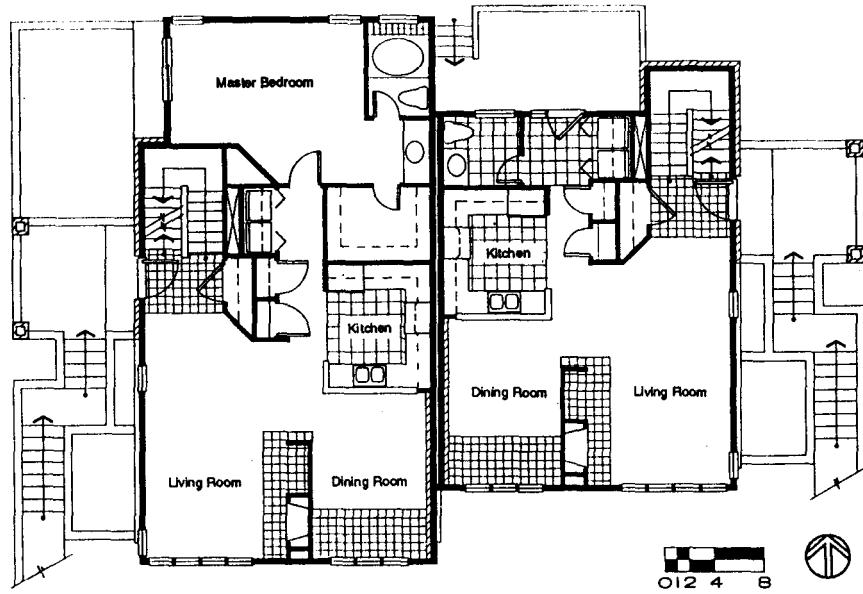 Master Bedroom
Kitchen
Kitchen
Dining Room
Living Room
Living Room
Dining Room
0 1 2 4 8